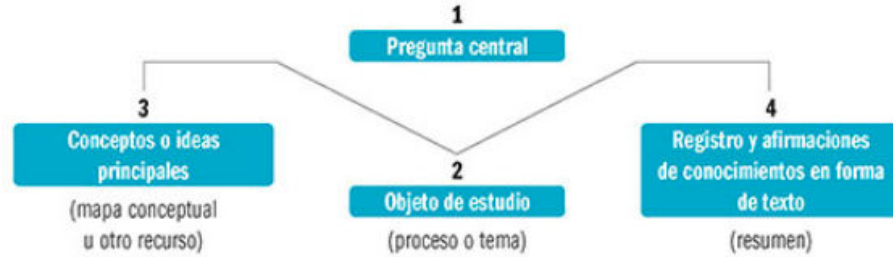 1
Pregunta central
3
Conceptos o ideas
principales
(mapa conceptual
u otro recurso)
2
Objeto de estudio
(proceso o tema)
4
Registro y afirmaciones
de conocimientos en forma
de texto
(resumen)